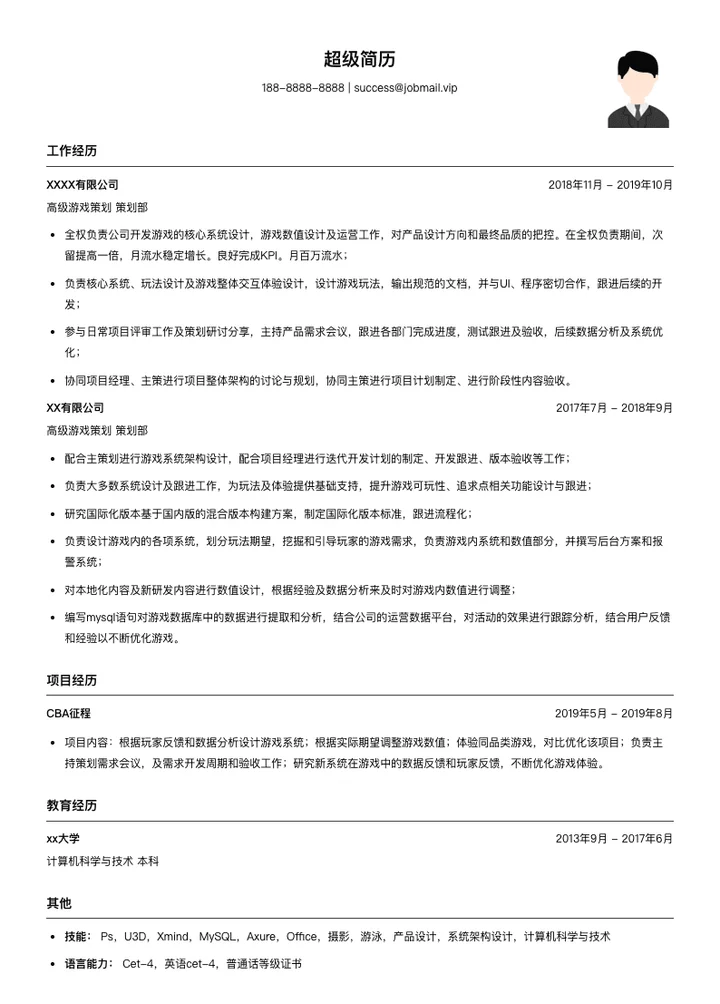 超级简历
188-8888-8888 | success@jobmail.vip
工作经历
XXXX有限公司 2018年11月 – 2019年10月
高级游戏策划 策划部
• 全权负责公司开发游戏的核心系统设计，游戏数值设计及运营工作，对产品设计方向和最终品质的把控。在全权负责期间，次
留提高一倍，月流水稳定增长。良好完成KPI。月百万流水；
• 负责核心系统、玩法设计及游戏整体交互体验设计，设计游戏玩法，输出规范的文档，并与UI、程序密切合作，跟进后续的开
发；
• 参与日常项目评审工作及策划研讨分享，主持产品需求会议，跟进各部门完成进度，测试跟进及验收，后续数据分析及系统优
化；
• 协同项目经理、主策进行项目整体架构的讨论与规划，协同主策进行项目计划制定、进行阶段性内容验收。
XX有限公司 2017年7月 – 2018年9月
高级游戏策划 策划部
• 配合主策划进行游戏系统架构设计，配合项目经理进行迭代开发计划的制定、开发跟进、版本验收等工作；
• 负责大多数系统设计及跟进工作，为玩法及体验提供基础支持，提升游戏可玩性、追求点相关功能设计与跟进；
• 研究国际化版本基于国内版的混合版本构建方案，制定国际化版本标准，跟进流程化；
• 负责设计游戏内的各项系统，划分玩法期望，挖掘和引导玩家的游戏需求，负责游戏内系统和数值部分，并撰写后台方案和报
警系统；
• 对本地化内容及新研发内容进行数值设计，根据经验及数据分析来及时对游戏内数值进行调整；
• 编写mysql语句对游戏数据库中的数据进行提取和分析，结合公司的运营数据平台，对活动的效果进行跟踪分析，结合用户反馈
和经验以不断优化游戏。
项目经历
CBA征程 2019年5月 – 2019年8月
• 项目内容：根据玩家反馈和数据分析设计游戏系统；根据实际期望调整游戏数值；体验同品类游戏，对比优化该项目；负责主
持策划需求会议，及需求开发周期和验收工作；研究新系统在游戏中的数据反馈和玩家反馈，不断优化游戏体验。
教育经历
xx大学 2013年9月 – 2017年6月
计算机科学与技术 本科
其他
• 技能： Ps，U3D，Xmind，MySQL，Axure，Office，摄影，游泳，产品设计，系统架构设计，计算机科学与技术
• 语言能力： Cet-4，英语cet-4，普通话等级证书